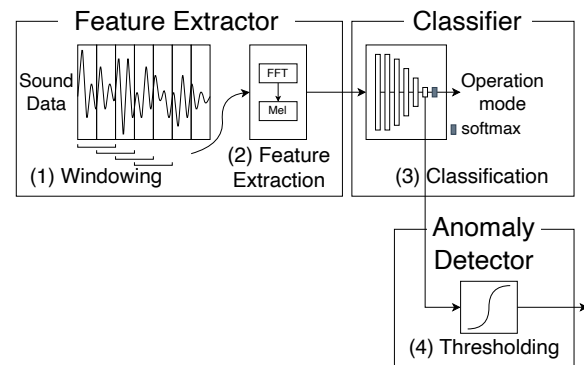 Feature Extractor
Sound
Data
(1) Windowing
FFT
Mel
(2) Feature
Extraction
Classifier
Operation
mode
softmax
(3) Classification
Anomaly
Detector
(4) Thresholding